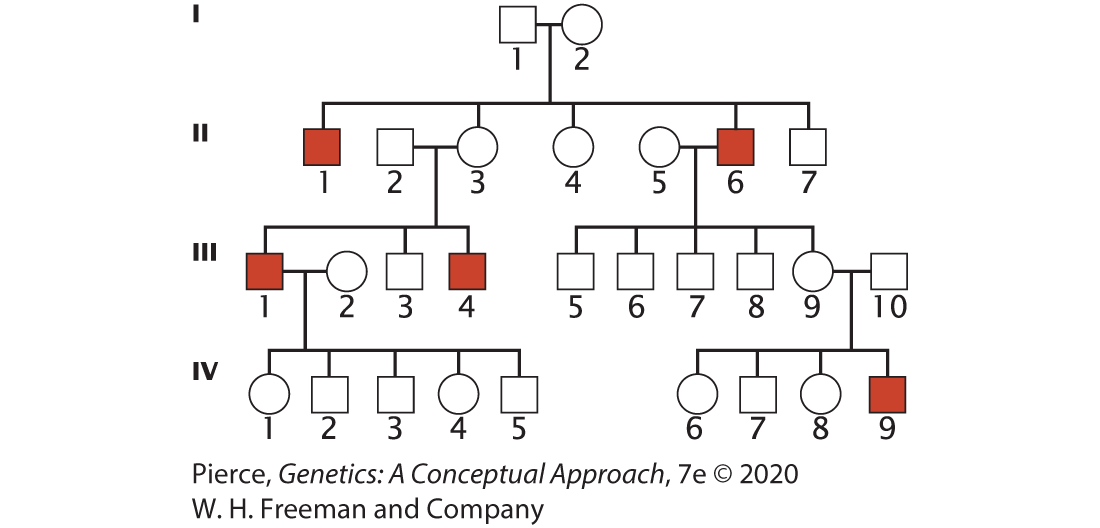 I
1 2
II
1 2 3 4 5 6 7
III
1 2 3 4 5 6 7 8 9 10
IV
1 2 3 4 5 6 7 8 9
Pierce, Genetics: A Conceptual Approach, 7e © 2020
W. H. Freeman and Company